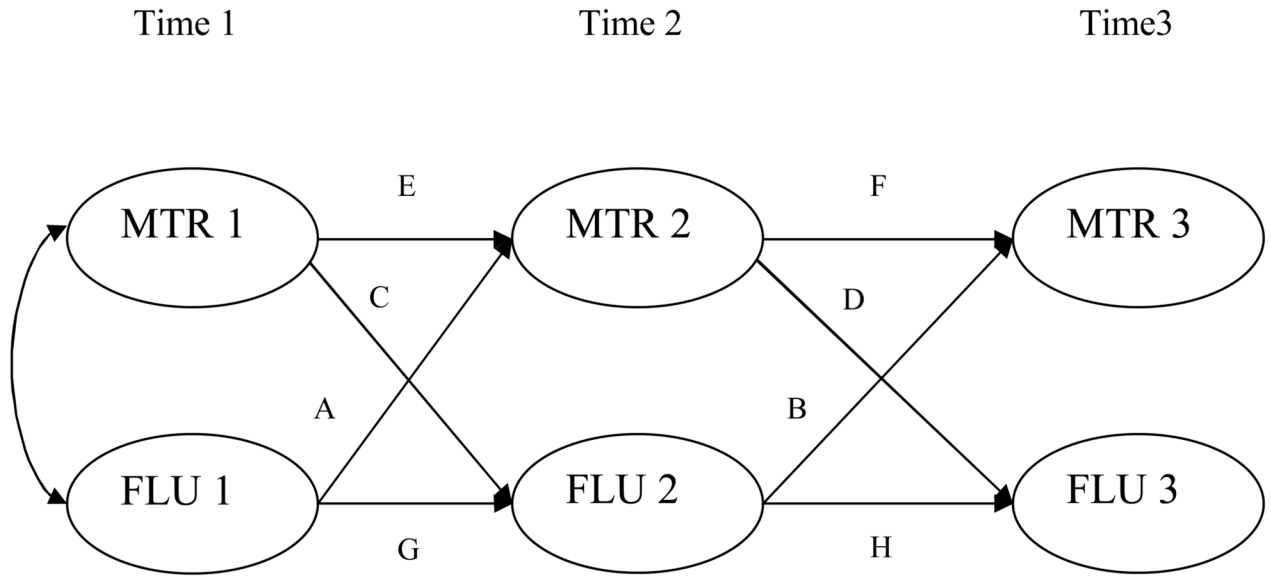 Time 1
Time 2
Time3
E
F
MTR 1
MTR 2
MTR 3
C
D
A
B
FLU 1
FLU 2
FLU 3
G
H